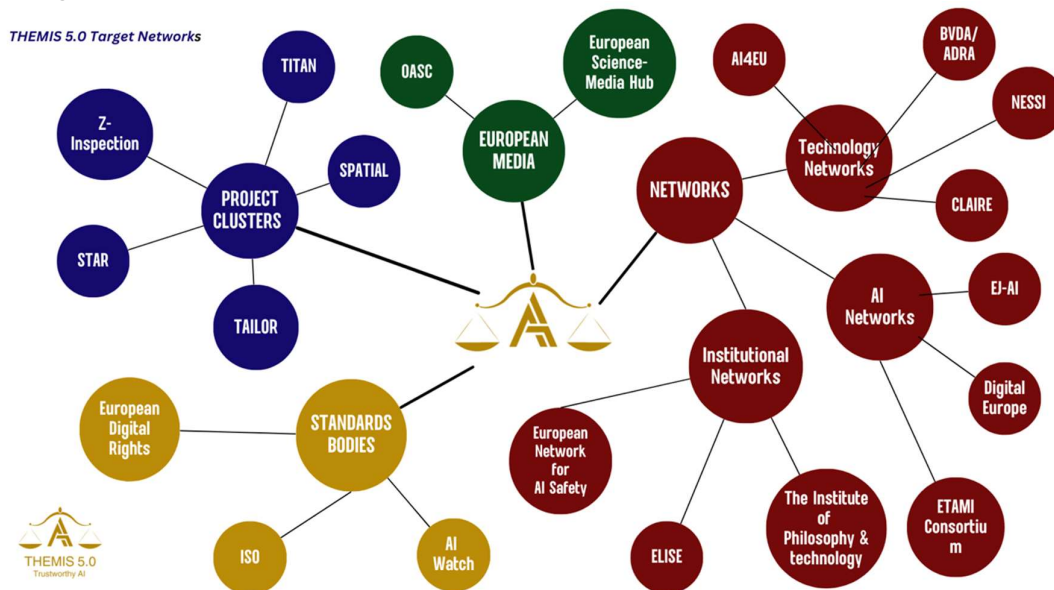 THEMIS 5.0 Target Networks
TITAN
Z-
Inspection
PROJECT
CLUSTERS
SPATIAL
STAR
TAILOR
OASC
European
Science-
Media Hub
EUROPEAN
MEDIA
NETWORKS
AI4EU
BVDA/
ADRA
NESSI
Technology
Networks
CLAIRE
AI
Networks
EJ-AI
Digital
Europe
ETAMI
Consortiu
m
Institutional
Networks
European
Network
for
AI Safety
ELISE
The Institute
of
Philosophy &
technology
STANDARDS
BODIES
European
Digital
Rights
ISO
AI
Watch
THEMIS 5.0
Trustworthy AI